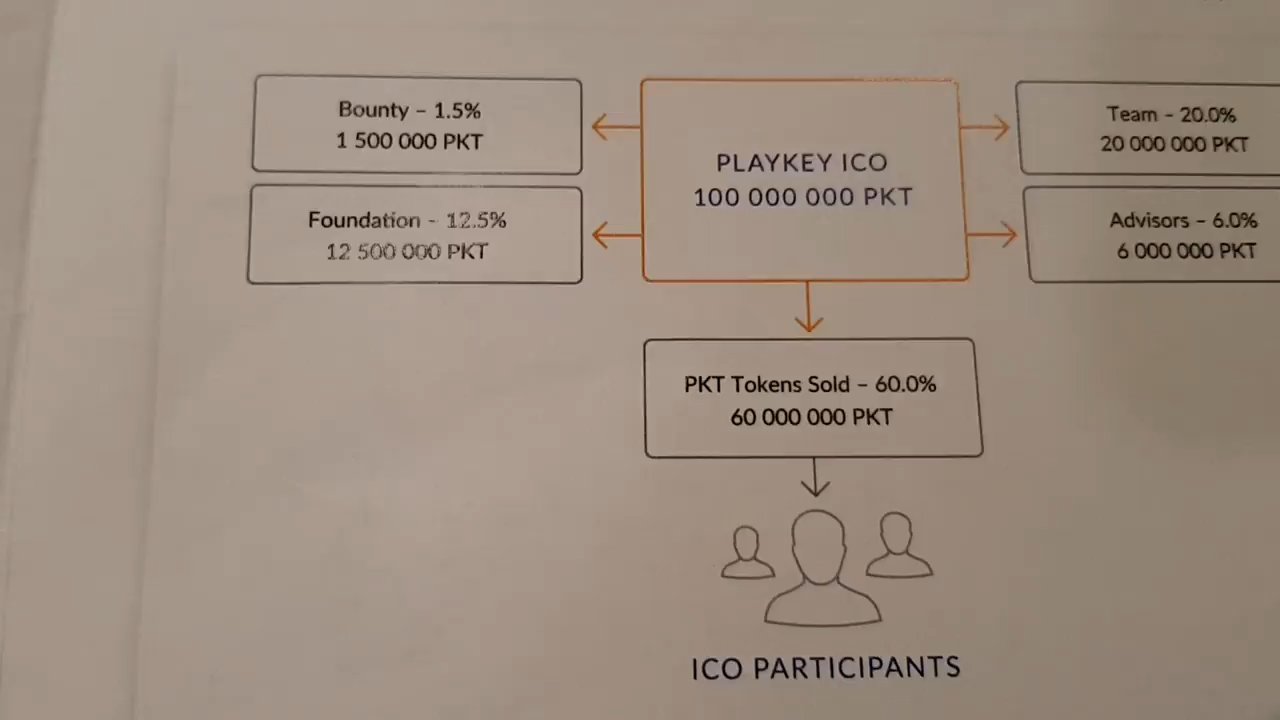 Bounty – 1.5%
1 500 000 PKT
Foundation - 12.5%
12 500 000 PKT
PLAYKEY ICO
100 000 000 PKT
Team – 20.0%
20 000 000 PKT
Advisors – 6.0%
6 000 000 PKT
PKT Tokens Sold – 60.0%
60 000 000 PKT
ICO PARTICIPANTS